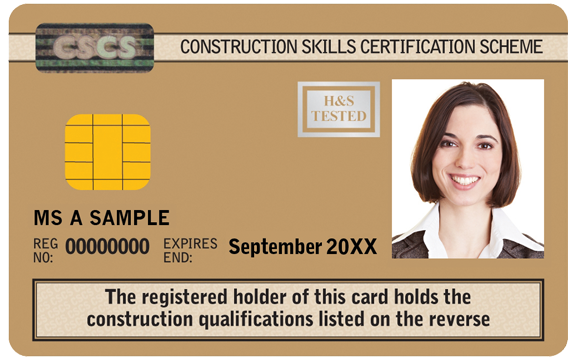 CSCS
CONSTRUCTION SKILLS CERTIFICATION SCHEME
H&S
TESTED
MS A SAMPLE
REG NO: 00000000 EXPIRES END: September 20XX
The registered holder of this card holds the
construction qualifications listed on the reverse